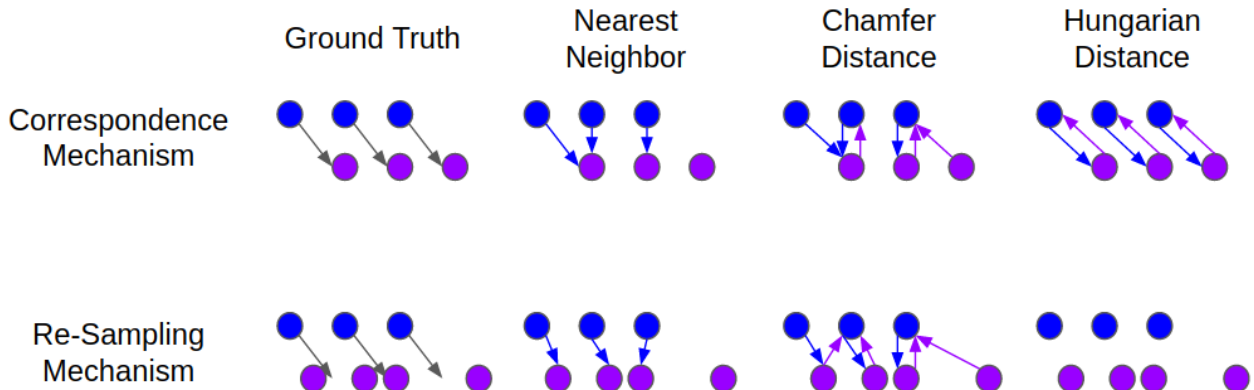 Ground Truth
Nearest
Neighbor
Chamfer
Distance
Hungarian
Distance
Correspondence
Mechanism
Re-Sampling
Mechanism